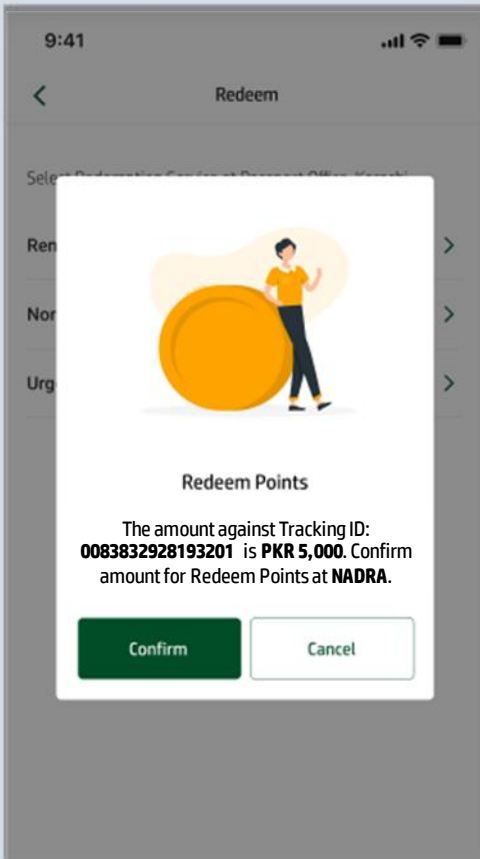 9:41
Redeem
Sele
Ren
Nor
Urg
Redeem Points
The amount against Tracking ID:
0083832928193201 is PKR 5,000. Confirm
amount for Redeem Points at NADRA.
Confirm
Cancel